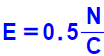 E = 0.5 N/C